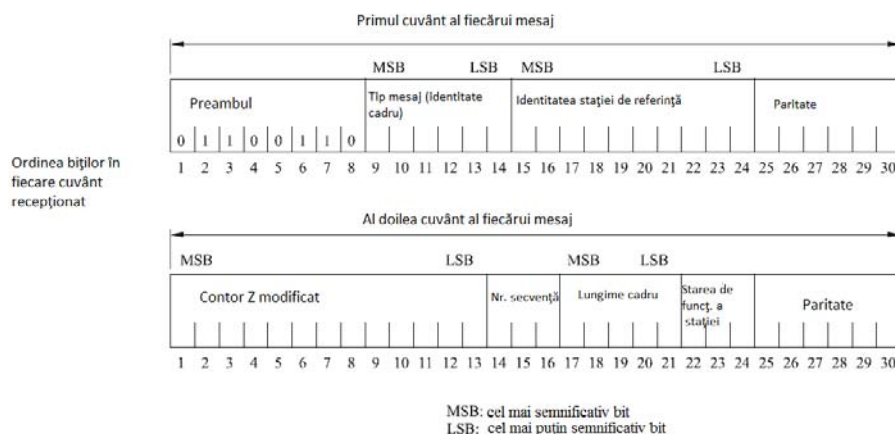 Primul cuvânt al fiecărui mesaj
MSB LSB MSB LSB
Preambul Tip mesaj (Identitate cadru) Identitatea stației de referință Paritate
0 1 1 0 0 1 1 0
1 2 3 4 5 6 7 8 9 10 11 12 13 14 15 16 17 18 19 20 21 22 23 24 25 26 27 28 29 30
Ordinea biților în
fiecare cuvânt
recepționat
Al doilea cuvânt al fiecărui mesaj
MSB LSB MSB LSB
Contor Z modificat Nr. secvență Lungime cadru Starea de funcț. a stației Paritate
1 2 3 4 5 6 7 8 9 10 11 12 13 14 15 16 17 18 19 20 21 22 23 24 25 26 27 28 29 30
MSB: cel mai semnificativ bit
LSB: cel mai puțin semnificativ bit